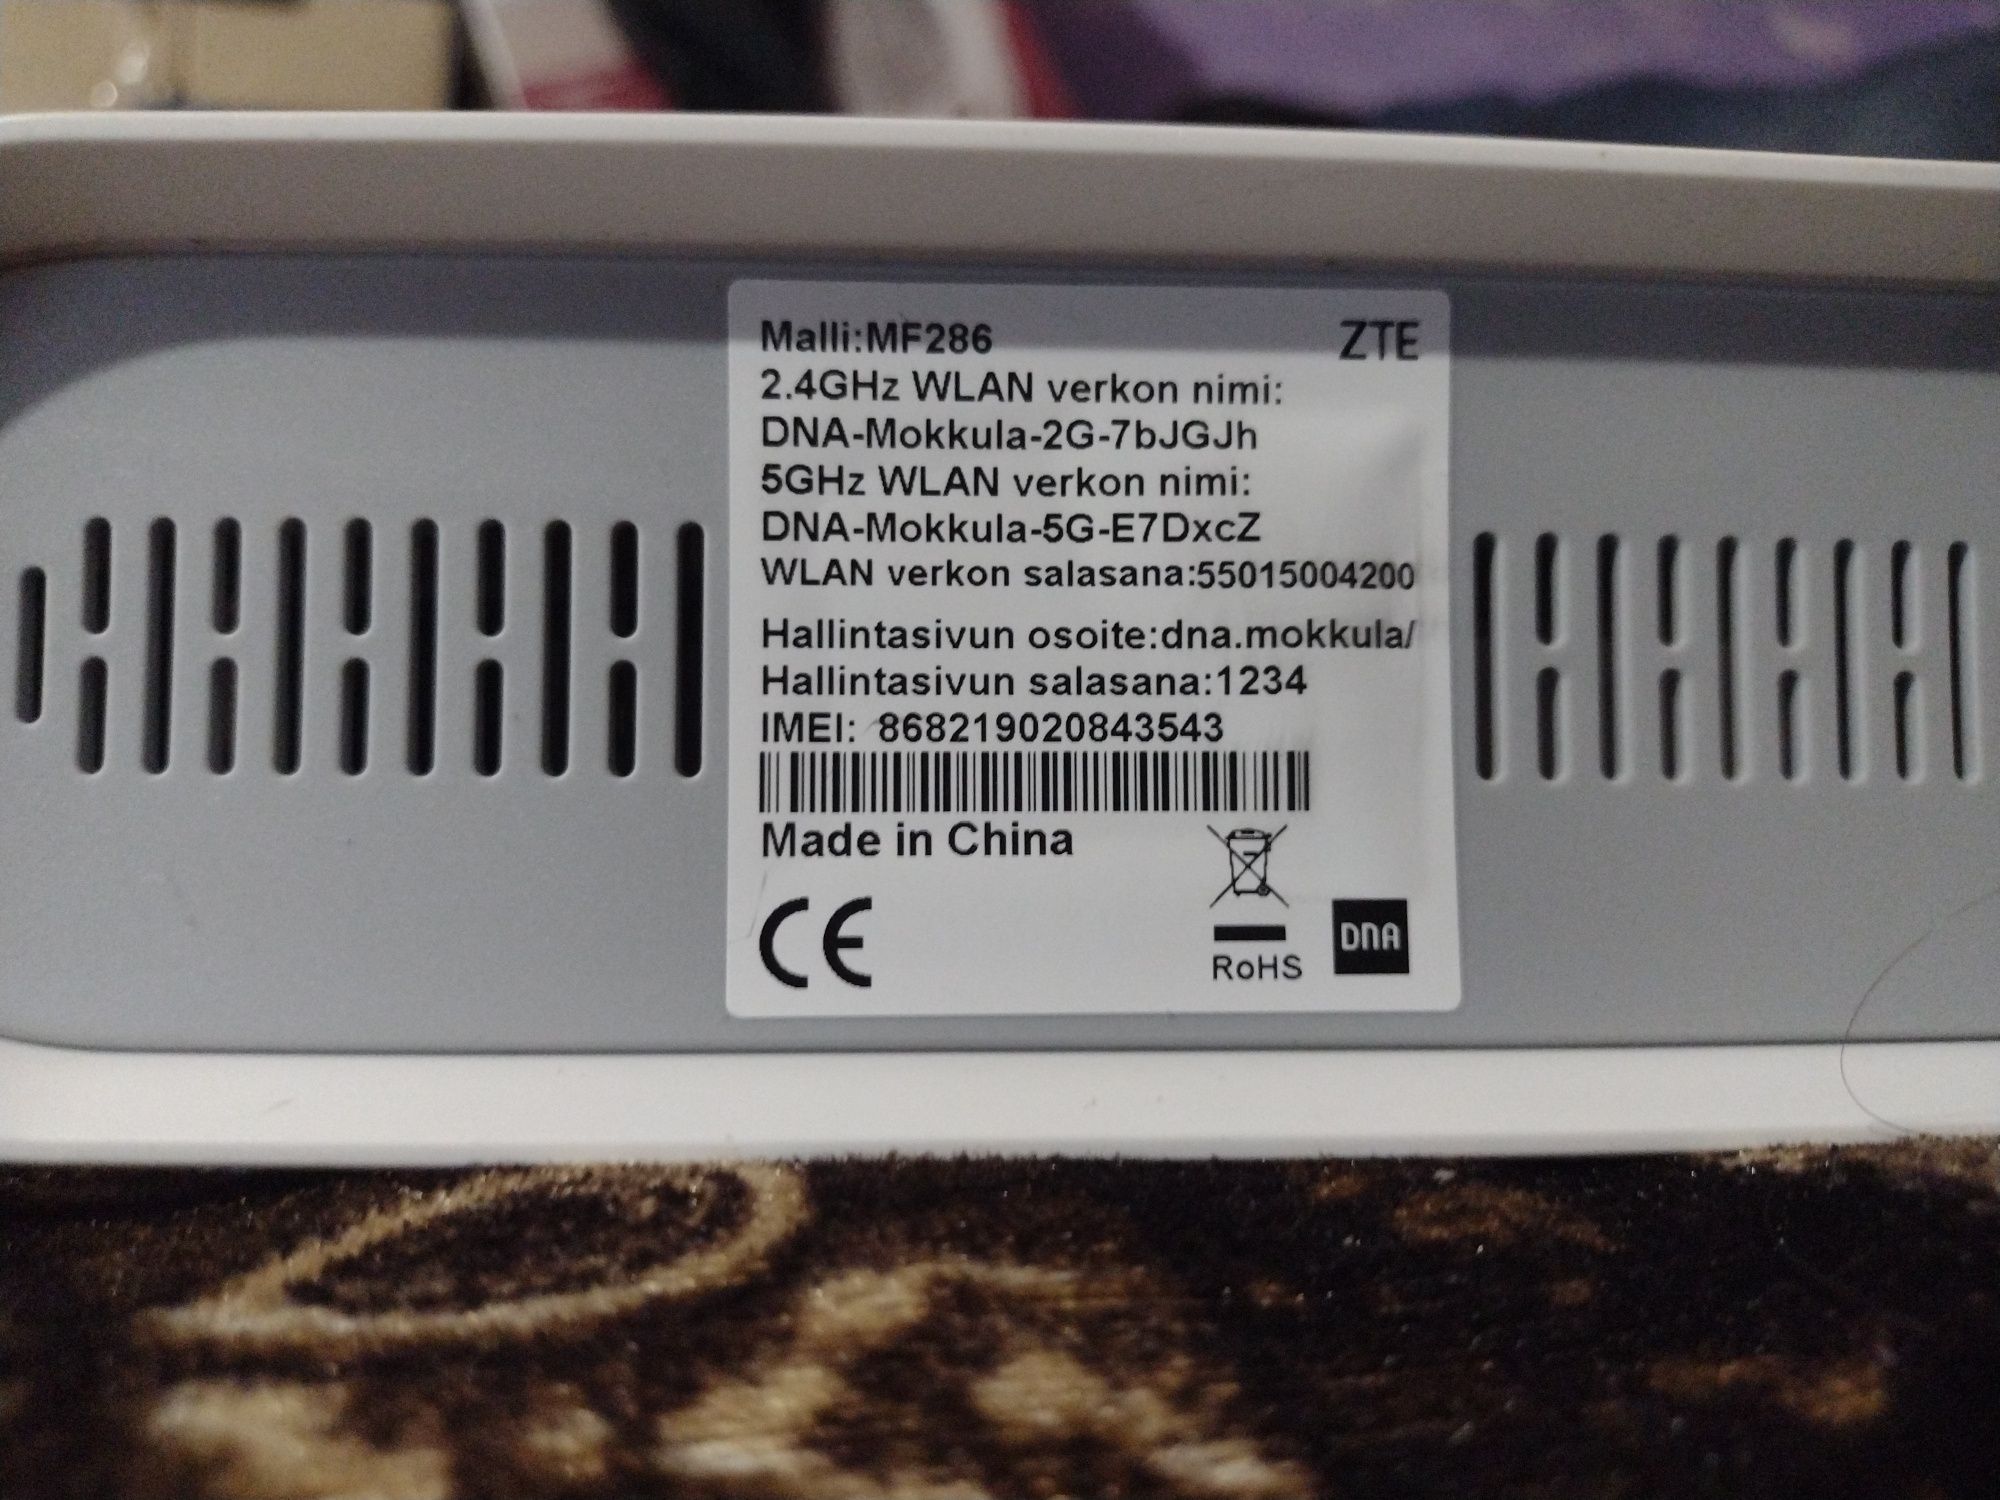 Malli:MF286 ZTE
2.4GHz WLAN verkon nimi:
DNA-Mokkula-2G-7bJGJh
5GHz WLAN verkon nimi:
DNA-Mokkula-5G-E7DxcZ
WLAN verkon salasana:55015004200
Hallintasivun osoite:dna.mokkula/
Hallintasivun salasana:1234
IMEI: 868219020843543
Made in China
CE
RoHS
DNA